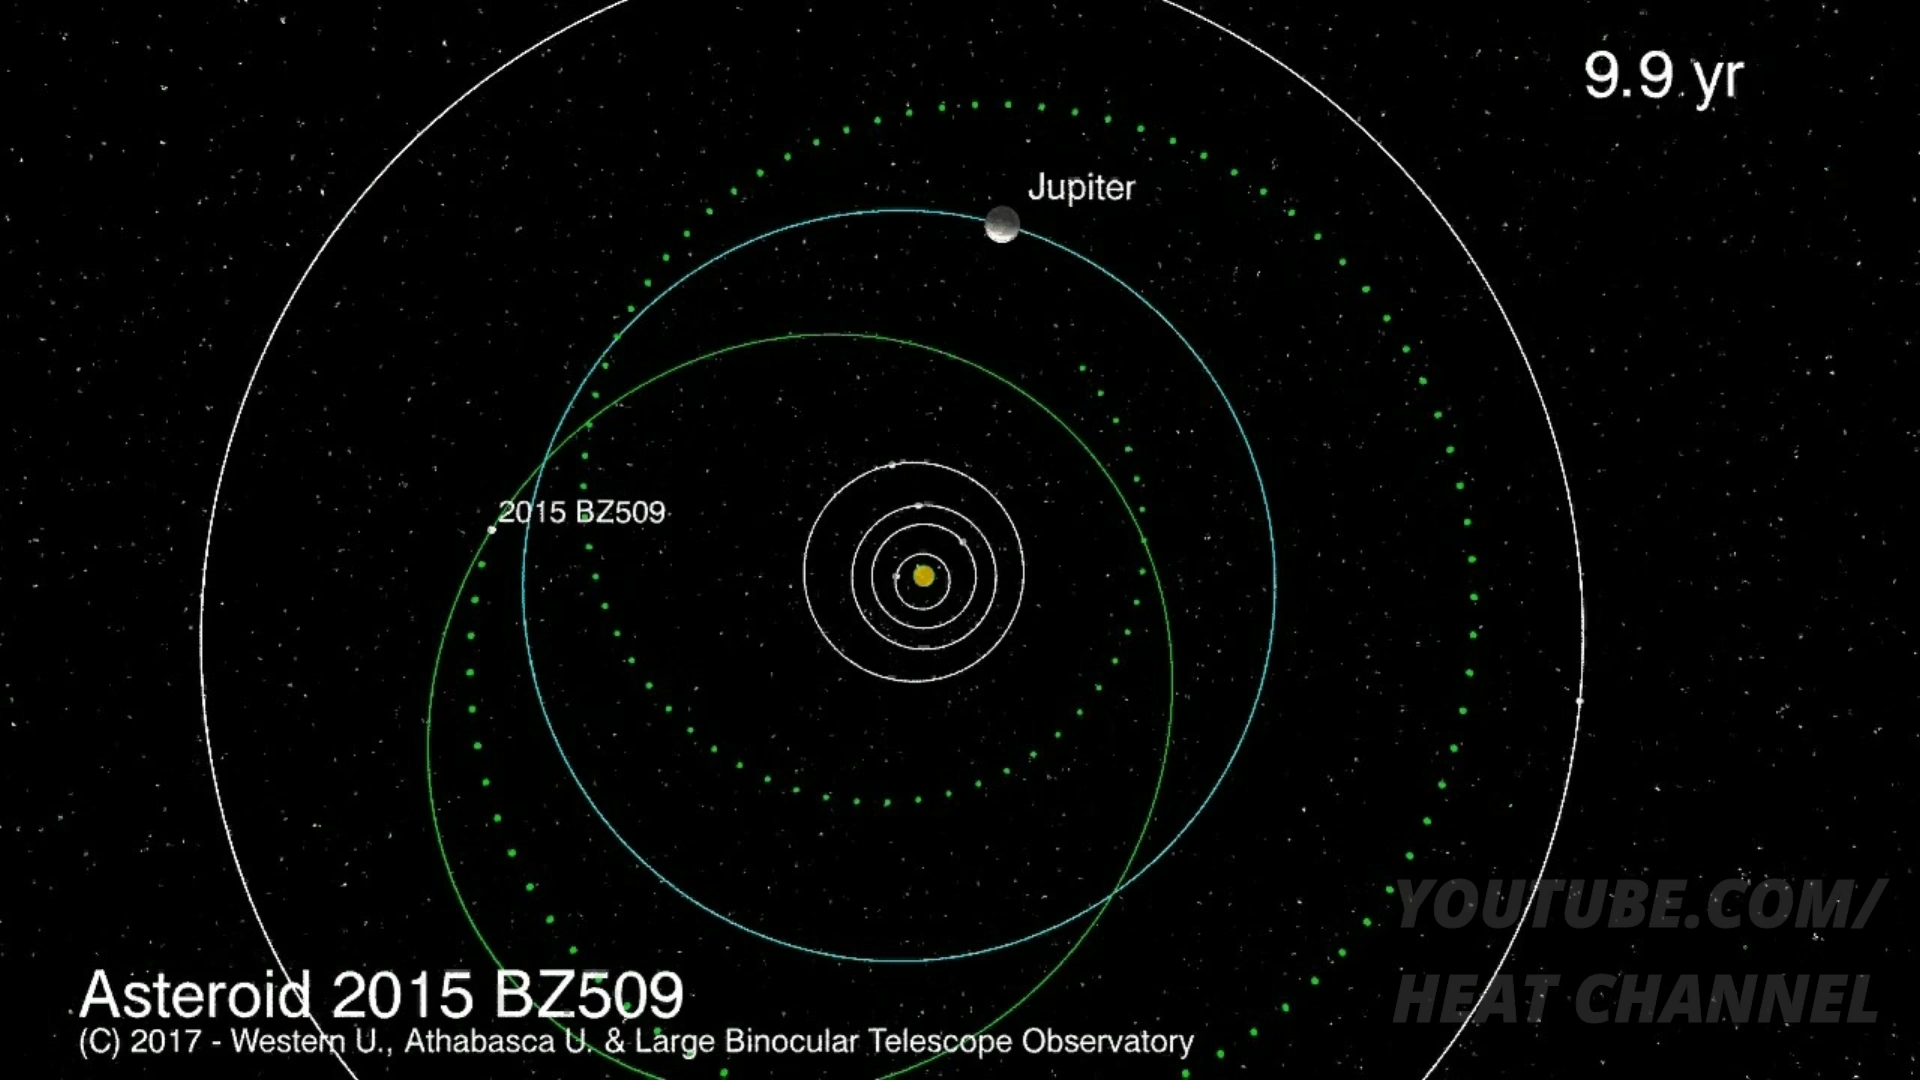 9.9 yr
Jupiter
2015 BZ509
YOUTUBE.COM/
HEAT CHANNEL
Asteroid 2015 BZ509
(C) 2017 - Western U., Athabasca U. & Large Binocular Telescope Observatory